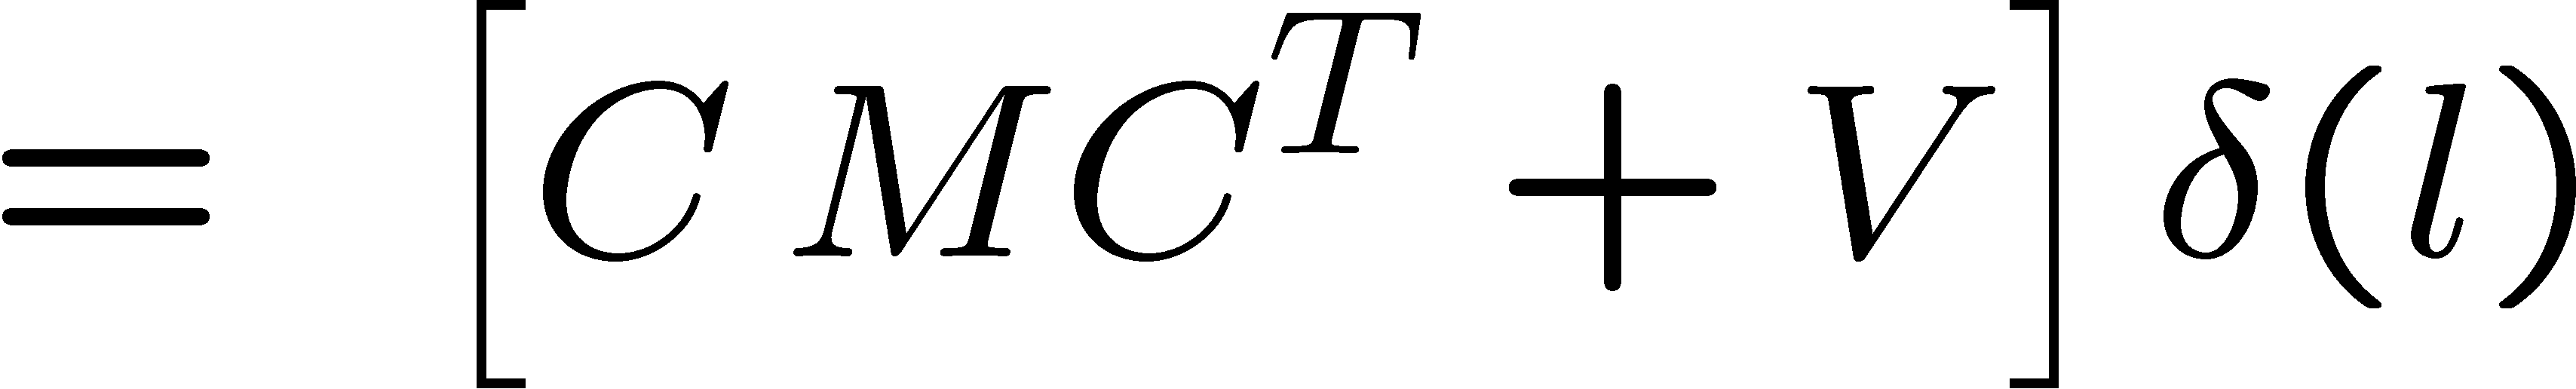 = [C M C^T + V] δ(l)